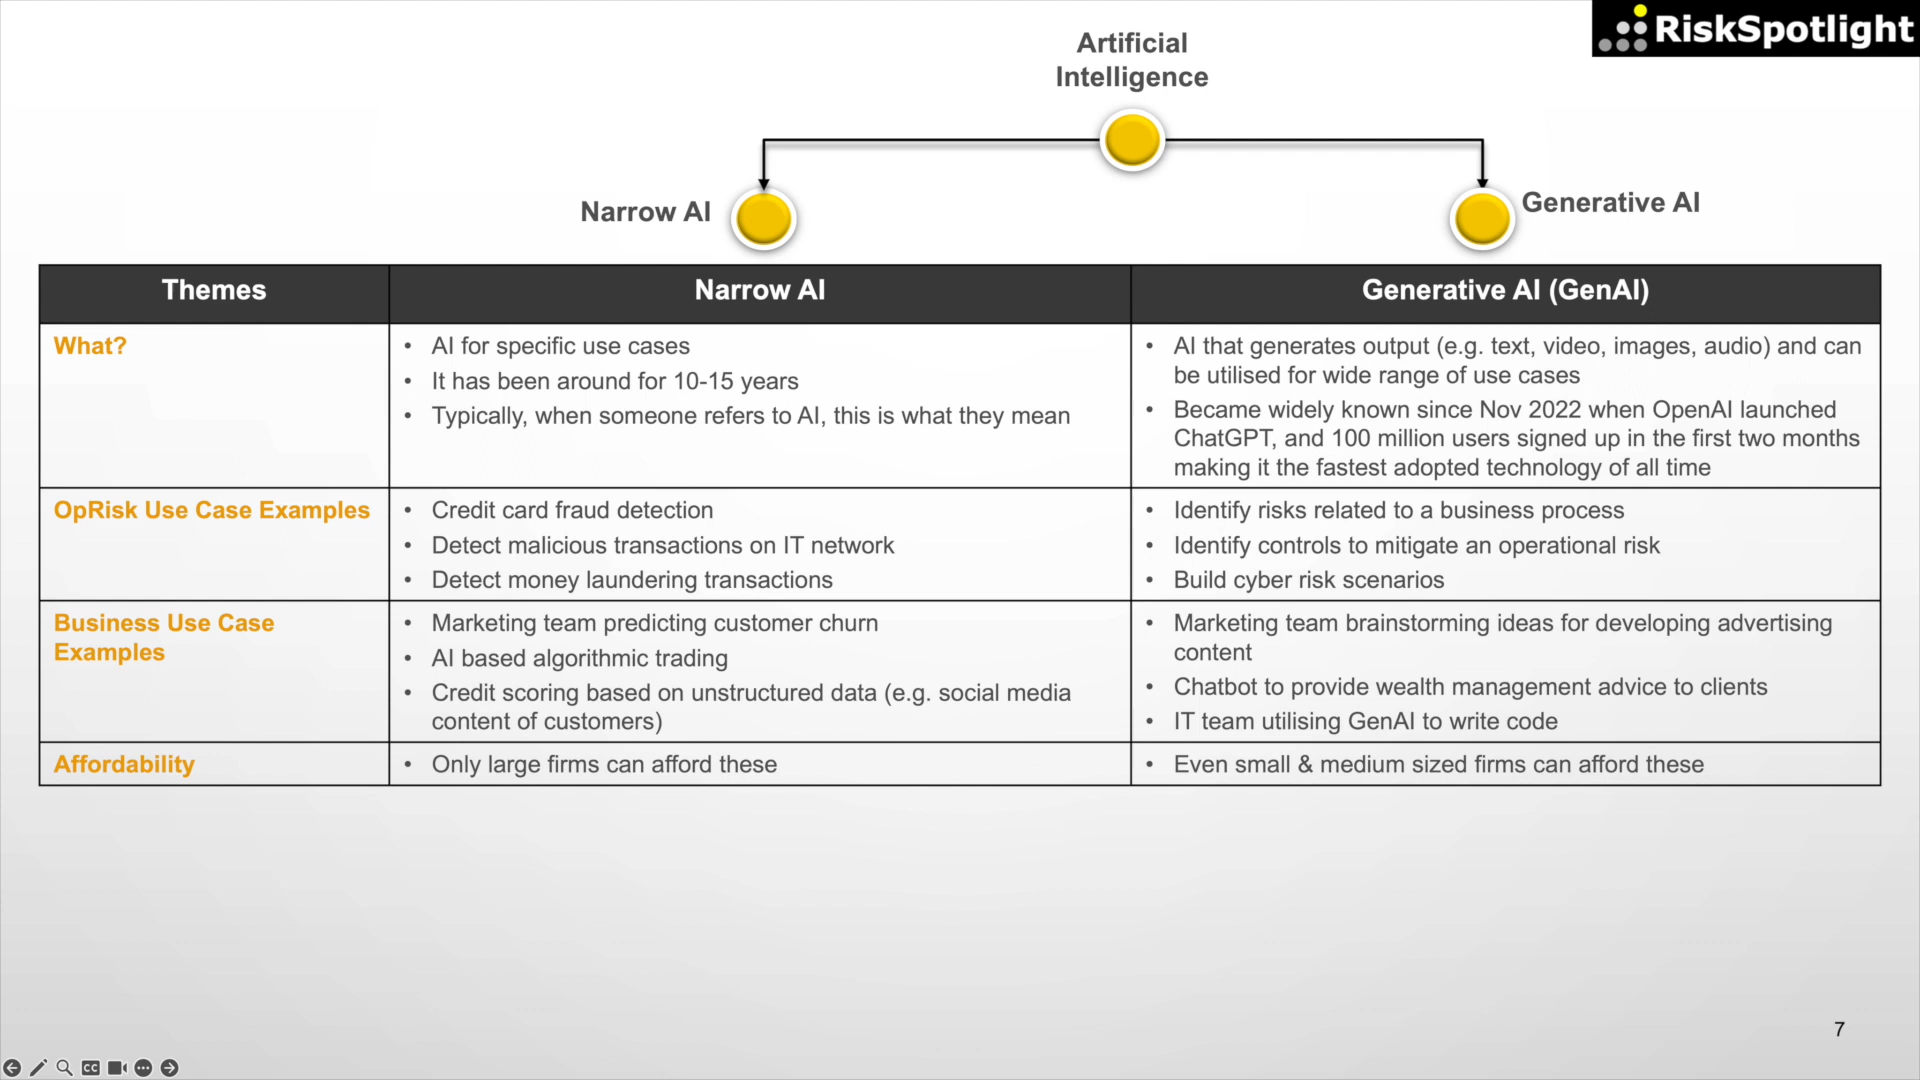 RiskSpotlight
Artificial
Intelligence
Narrow AI
Generative AI
Themes
Narrow AI
Generative AI (GenAI)
What?
• AI for specific use cases
• It has been around for 10-15 years
• Typically, when someone refers to AI, this is what they mean
• AI that generates output (e.g. text, video, images, audio) and can
be utilised for wide range of use cases
• Became widely known since Nov 2022 when OpenAI launched
ChatGPT, and 100 million users signed up in the first two months
making it the fastest adopted technology of all time
OpRisk Use Case Examples
• Credit card fraud detection
• Detect malicious transactions on IT network
• Detect money laundering transactions
• Identify risks related to a business process
• Identify controls to mitigate an operational risk
• Build cyber risk scenarios
Business Use Case
Examples
• Marketing team predicting customer churn
• AI based algorithmic trading
• Credit scoring based on unstructured data (e.g. social media
content of customers)
• Marketing team brainstorming ideas for developing advertising
content
• Chatbot to provide wealth management advice to clients
• IT team utilising GenAI to write code
Affordability
• Only large firms can afford these
• Even small & medium sized firms can afford these
7
CC